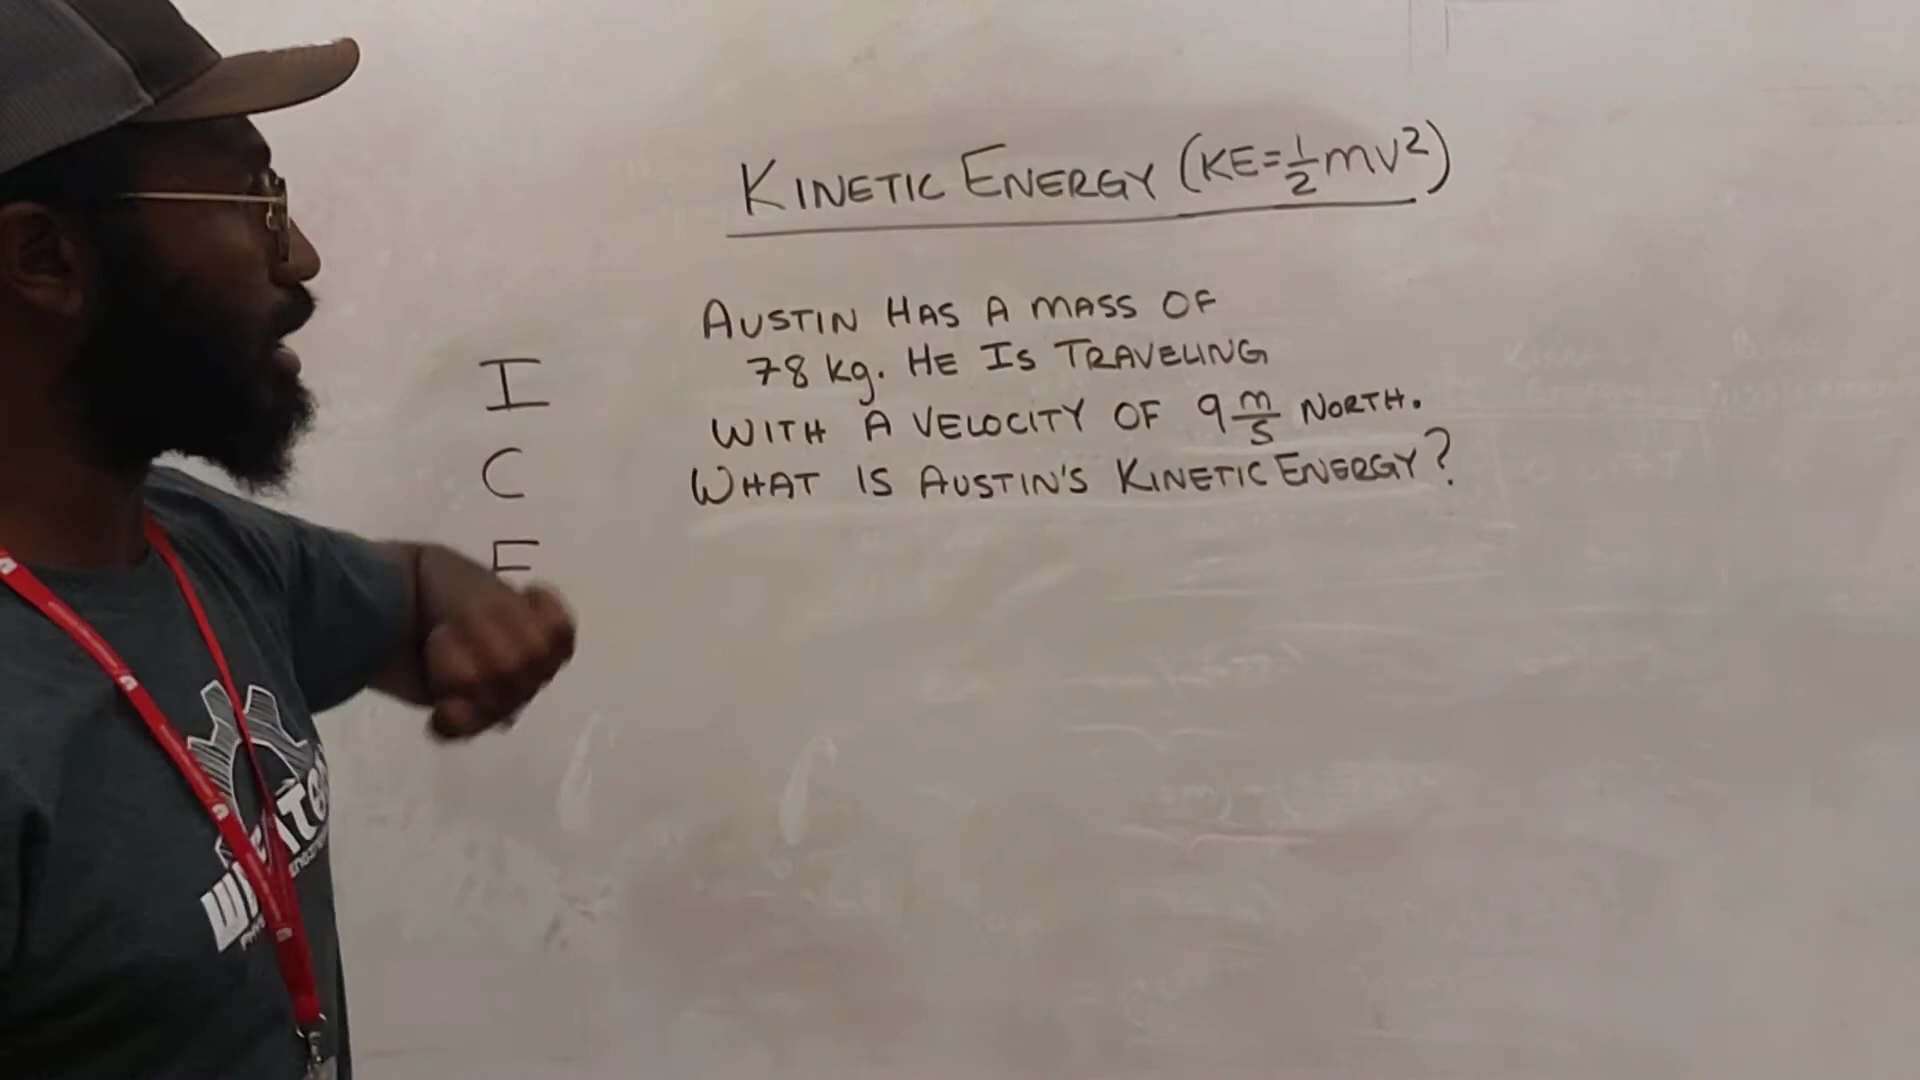 KINETIC ENERGY (KE=½mv²)
AUSTIN HAS A MASS OF
78 kg. HE IS TRAVELING
WITH A VELOCITY OF 9 m/s NORTH.
WHAT IS AUSTIN'S KINETIC ENERGY?
I
C